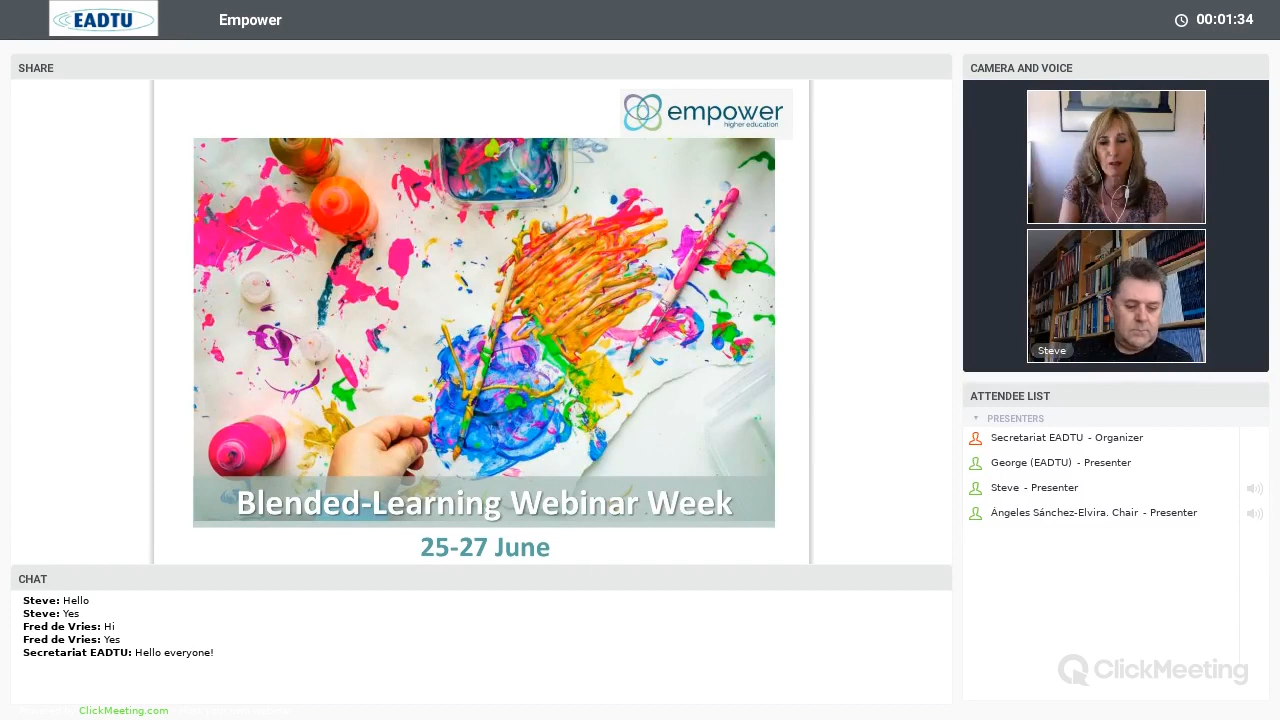 EADTU
Empower
00:01:34
SHARE
CAMERA AND VOICE
empower
higher education
Steve
Blended-Learning Webinar Week
25-27 June
ATTENDEE LIST
PRESENTERS
Secretariat EADTU - Organizer
George (EADTU) - Presenter
Steve - Presenter
Ángeles Sánchez-Elvira. Chair - Presenter
CHAT
Steve: Hello
Steve: Yes
Fred de Vries: Hi
Fred de Vries: Yes
Secretariat EADTU: Hello everyone!
ClickMeeting
ClickMeeting.com